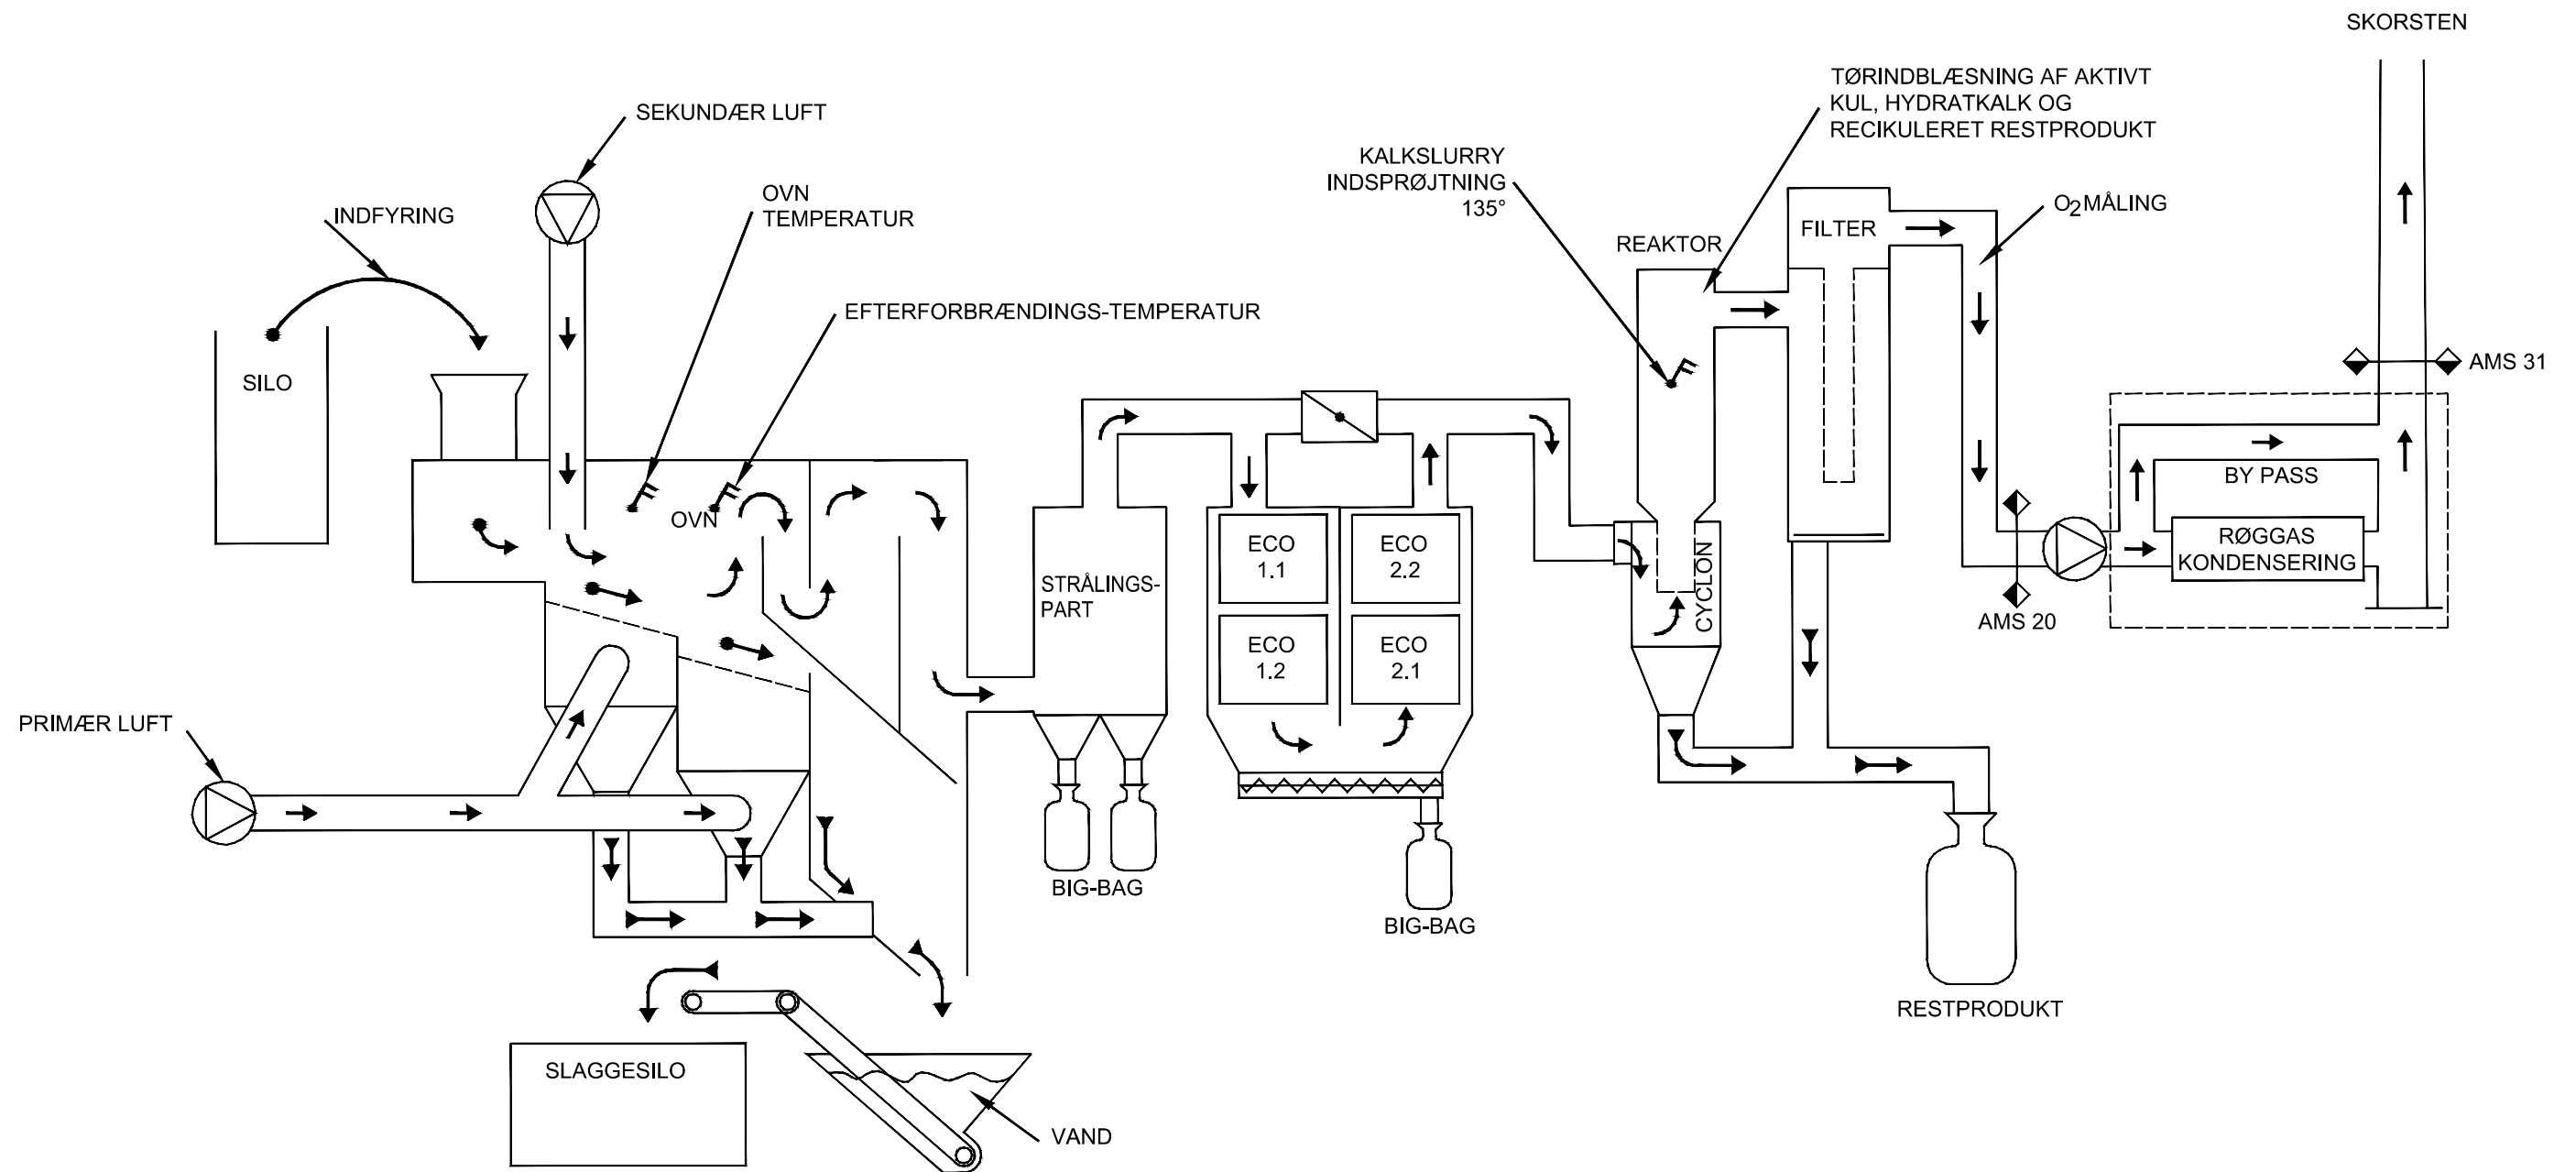 SKORSTEN
TØRINDBLÆSNING AF AKTIVT
KUL, HYDRATKALK OG
RECIKULERET RESTPRODUKT
SEKUNDÆR LUFT
KALKSLURRY
INDSPRØJTNING
135°
OVN
TEMPERATUR
INDFYRING
O2 MÅLING
FILTER
REAKTOR
EFTERFORBRÆNDINGS-TEMPERATUR
SILO
AMS 31
BY PASS
OVN
RØGGAS
KONDENSERING
ECO
1.1
ECO
2.2
CYCLON
STRÅLINGS-
PART
AMS 20
ECO
1.2
ECO
2.1
PRIMÆR LUFT
BIG-BAG
BIG-BAG
RESTPRODUKT
SLAGGESILO
VAND